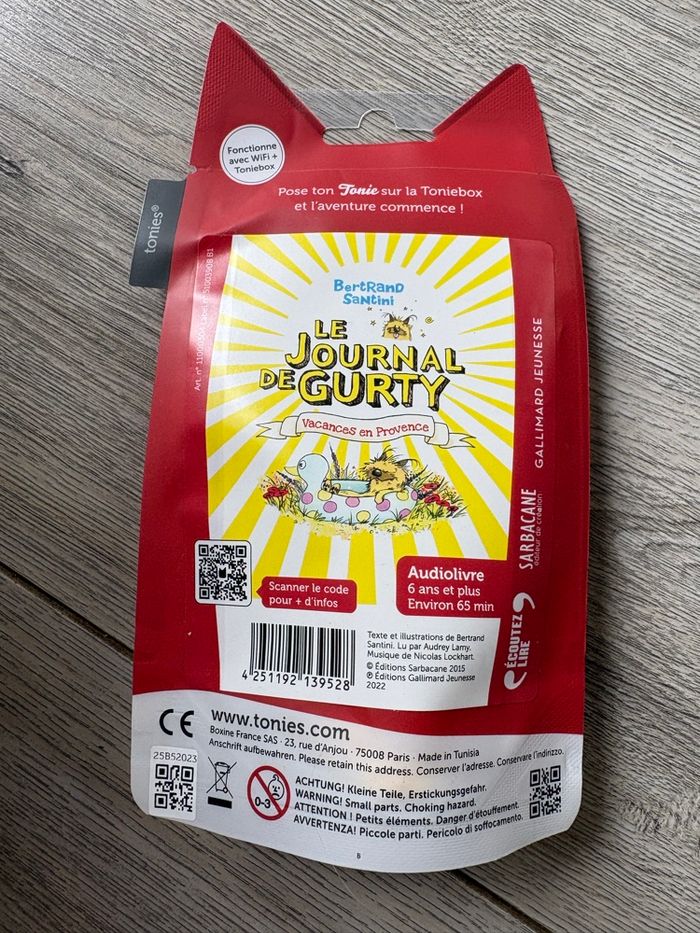 Fonctionne
avec WiFi +
Toniebox
Pose ton Tonie sur la Toniebox
et l'aventure commence !
tonies®
BERTRAND
SANTINI
LE
JOURNAL
DE GURTY
Vacances en Provence
GALLIMARD JEUNESSE
SARBACANE
éditeur de création
ÉCOUTEZ
LIRE
Scanner le code
pour + d'infos
Audiolivre
6 ans et plus
Environ 65 min
4 251192 139528
Texte et illustrations de Bertrand
Santini. Lu par Audrey Lamy.
Musique de Nicolas Lockhart.
© Éditions Sarbacane 2015
℗ Éditions Gallimard Jeunesse
2022
CE
www.tonies.com
Boxine France SAS · 23, rue d'Anjou · 75008 Paris · Made in Tunisia
Anschrift aufbewahren. Please retain this address. Conserver l'adresse. Conservare l'indirizzo.
25B52023
0-3
ACHTUNG! Kleine Teile. Erstickungsgefahr.
WARNING! Small parts. Choking hazard.
ATTENTION ! Petits éléments. Danger d'étouffement.
AVVERTENZA! Piccole parti. Pericolo di soffocamento.
B